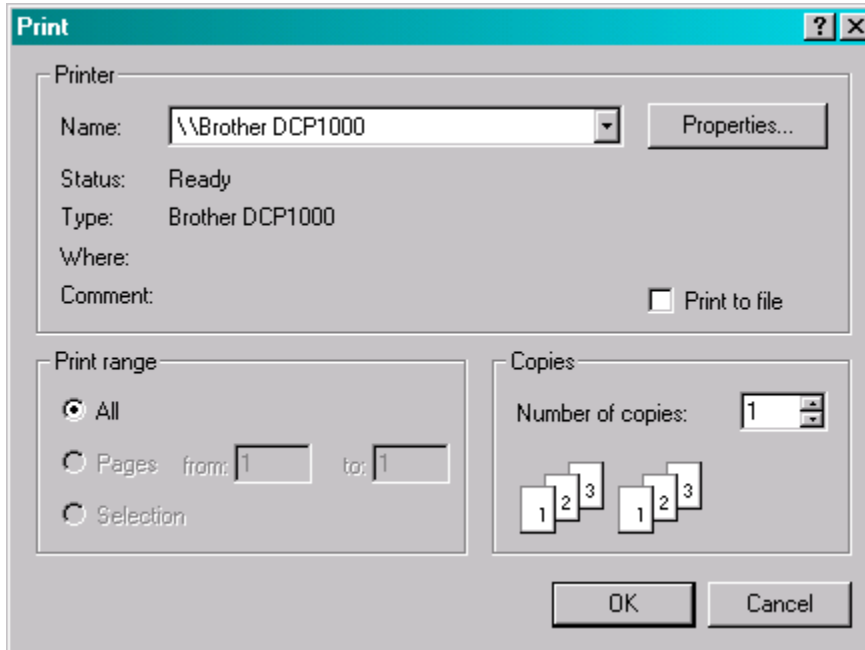 Print
Printer
Name: \\Brother DCP1000 Properties...
Status: Ready
Type: Brother DCP1000
Where:
Comment: Print to file
Print range
All
Pages from: 1 to: 1
Selection
Copies
Number of copies: 1
1 2 3 1 2 3
OK Cancel